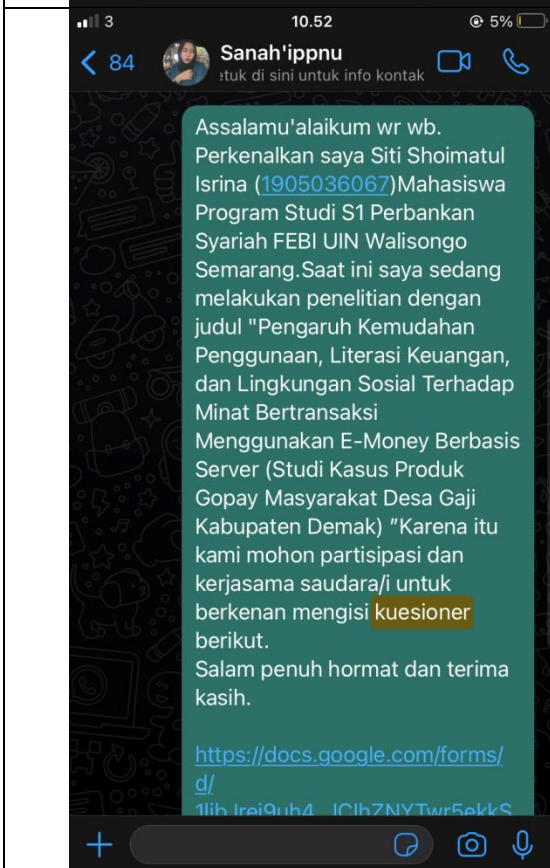 3 10.52 5%
84 Sanah'ippnu
etuk di sini untuk info kontak
Assalamu'alaikum wr wb.
Perkenalkan saya Siti Shoimatul
Isrina (1905036067)Mahasiswa
Program Studi S1 Perbankan
Syariah FEBI UIN Walisongo
Semarang.Saat ini saya sedang
melakukan penelitian dengan
judul "Pengaruh Kemudahan
Penggunaan, Literasi Keuangan,
dan Lingkungan Sosial Terhadap
Minat Bertransaksi
Menggunakan E-Money Berbasis
Server (Studi Kasus Produk
Gopay Masyarakat Desa Gaji
Kabupaten Demak) "Karena itu
kami mohon partisipasi dan
kerjasama saudara/i untuk
berkenan mengisi kuesioner
berikut.
Salam penuh hormat dan terima
kasih.
https://docs.google.com/forms/
d/